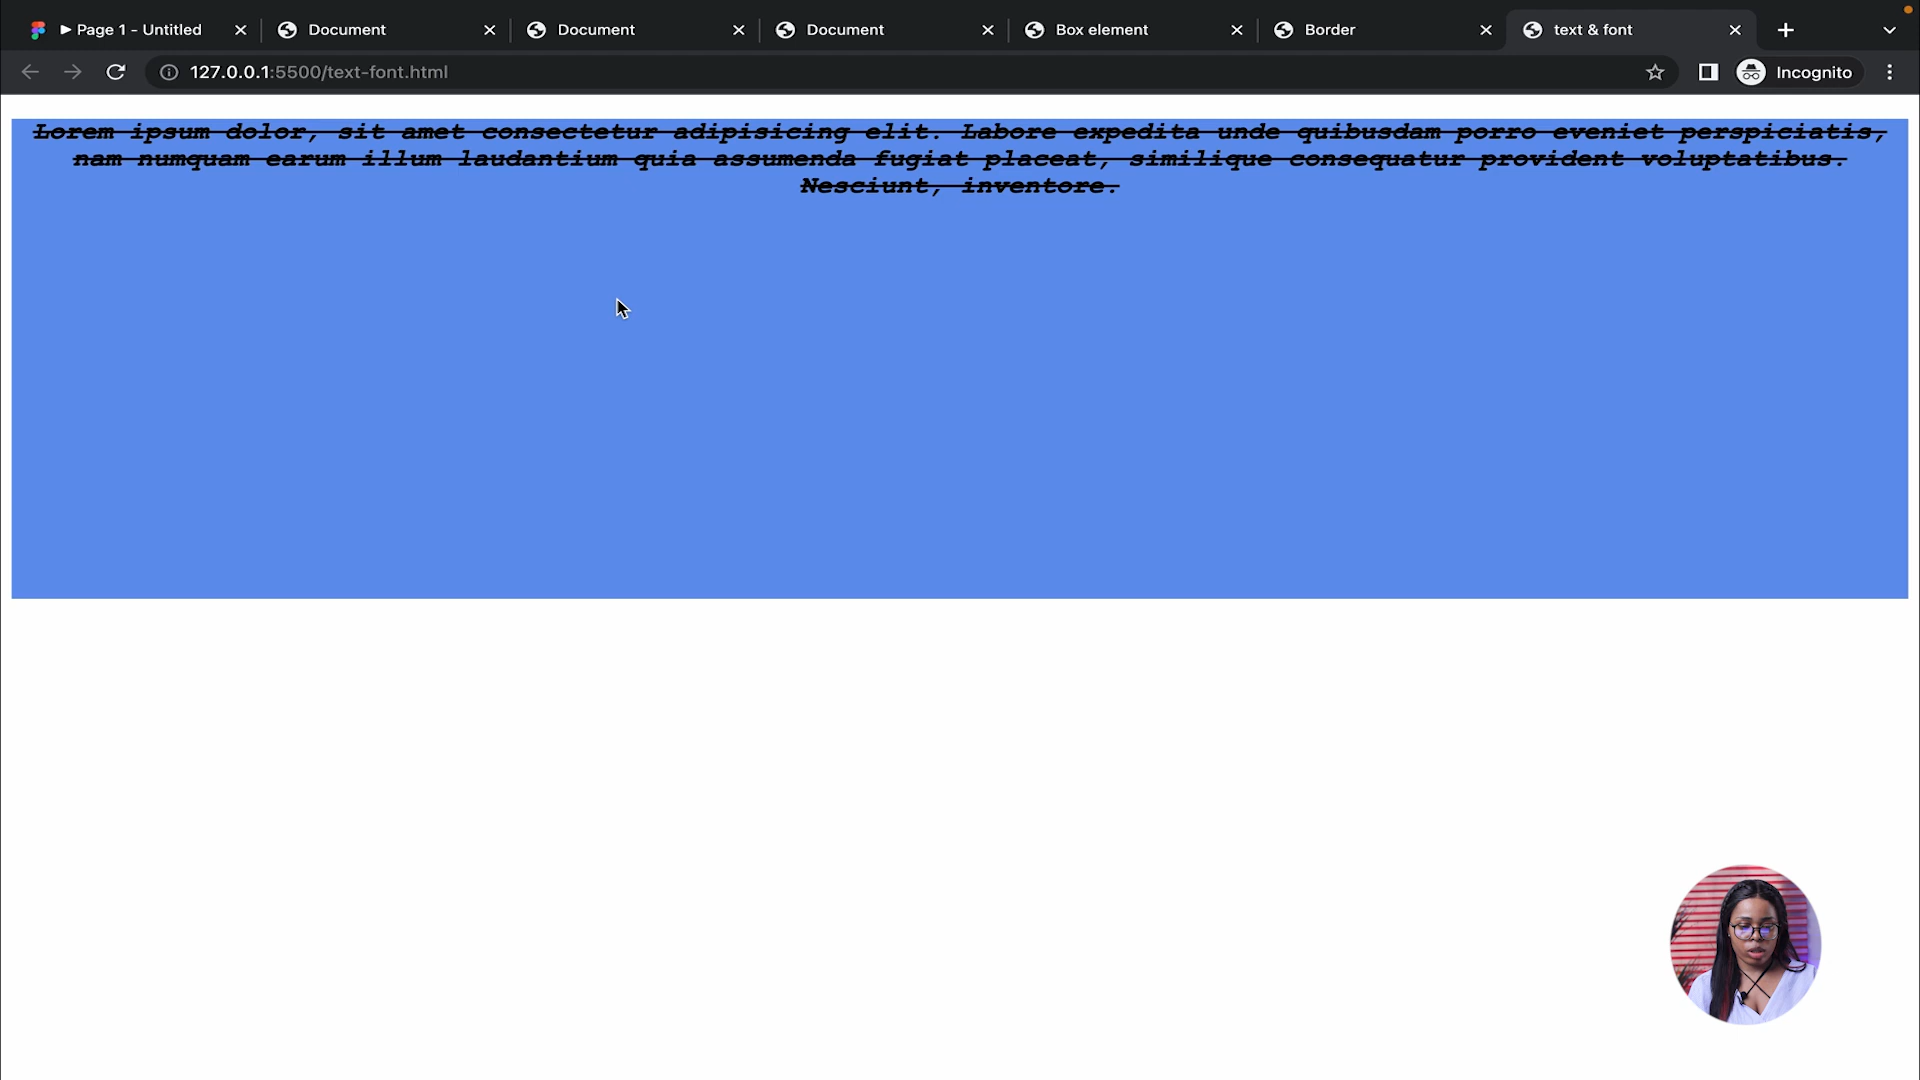 ▶ Page 1 - Untitled
Document
Document
Document
Box element
Border
text & font
127.0.0.1:5500/text-font.html
Incognito
Lorem ipsum dolor, sit amet consectetur adipisicing elit. Labore expedita unde quibusdam porro eveniet perspiciatis,
nam numquam earum illum laudantium quia assumenda fugiat placeat, similique consequatur provident voluptatibus.
Nesciunt, inventore.